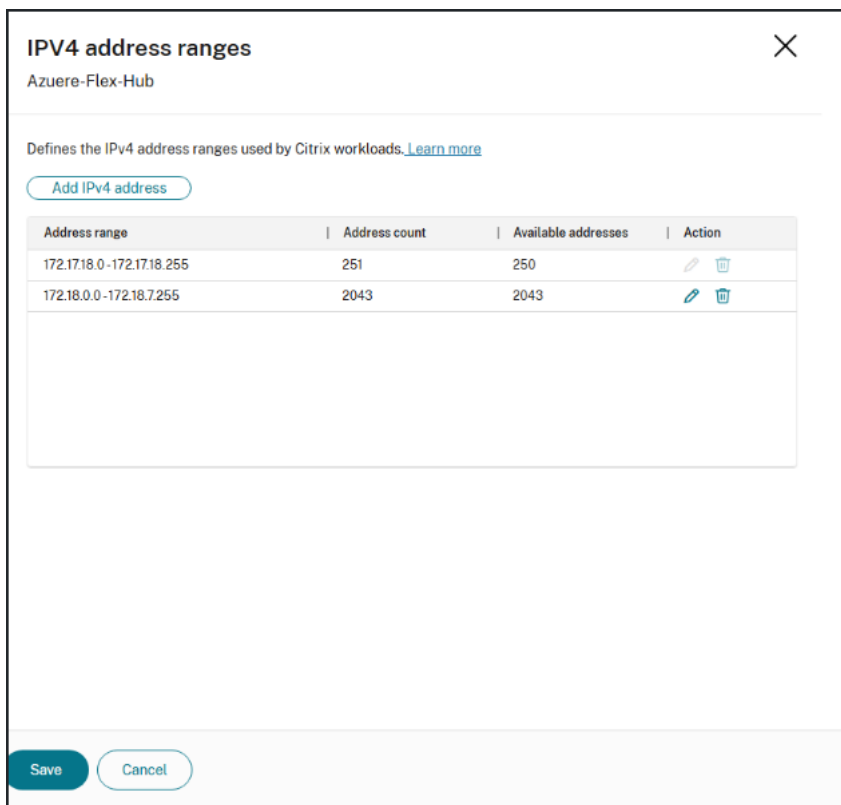 IPV4 address ranges
Azuere-Flex-Hub
Defines the IPv4 address ranges used by Citrix workloads. Learn more
Add IPv4 address
Address range | Address count | Available addresses | Action
172.17.18.0 - 172.17.18.255 251 250
172.18.0.0 - 172.18.7.255 2043 2043
Save Cancel